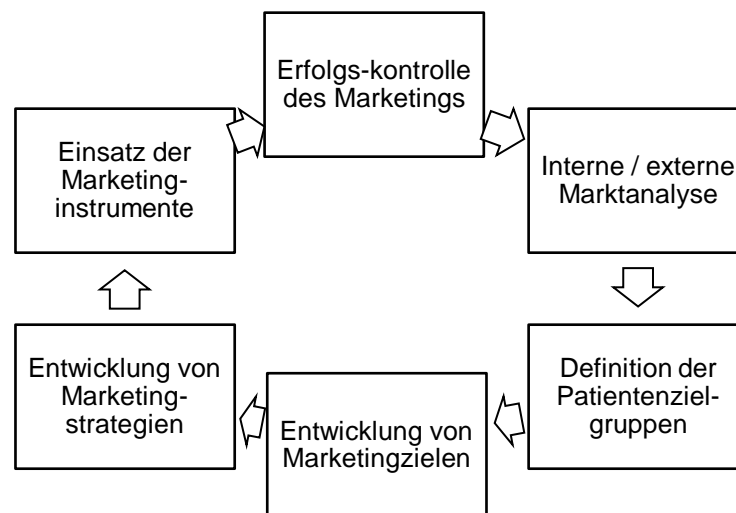 Erfolgs-kontrolle
des Marketings
Einsatz der
Marketing-
instrumente
Interne / externe
Marktanalyse
Entwicklung von
Marketing-
strategien
Definition der
Patientenziel-
gruppen
Entwicklung von
Marketingzielen